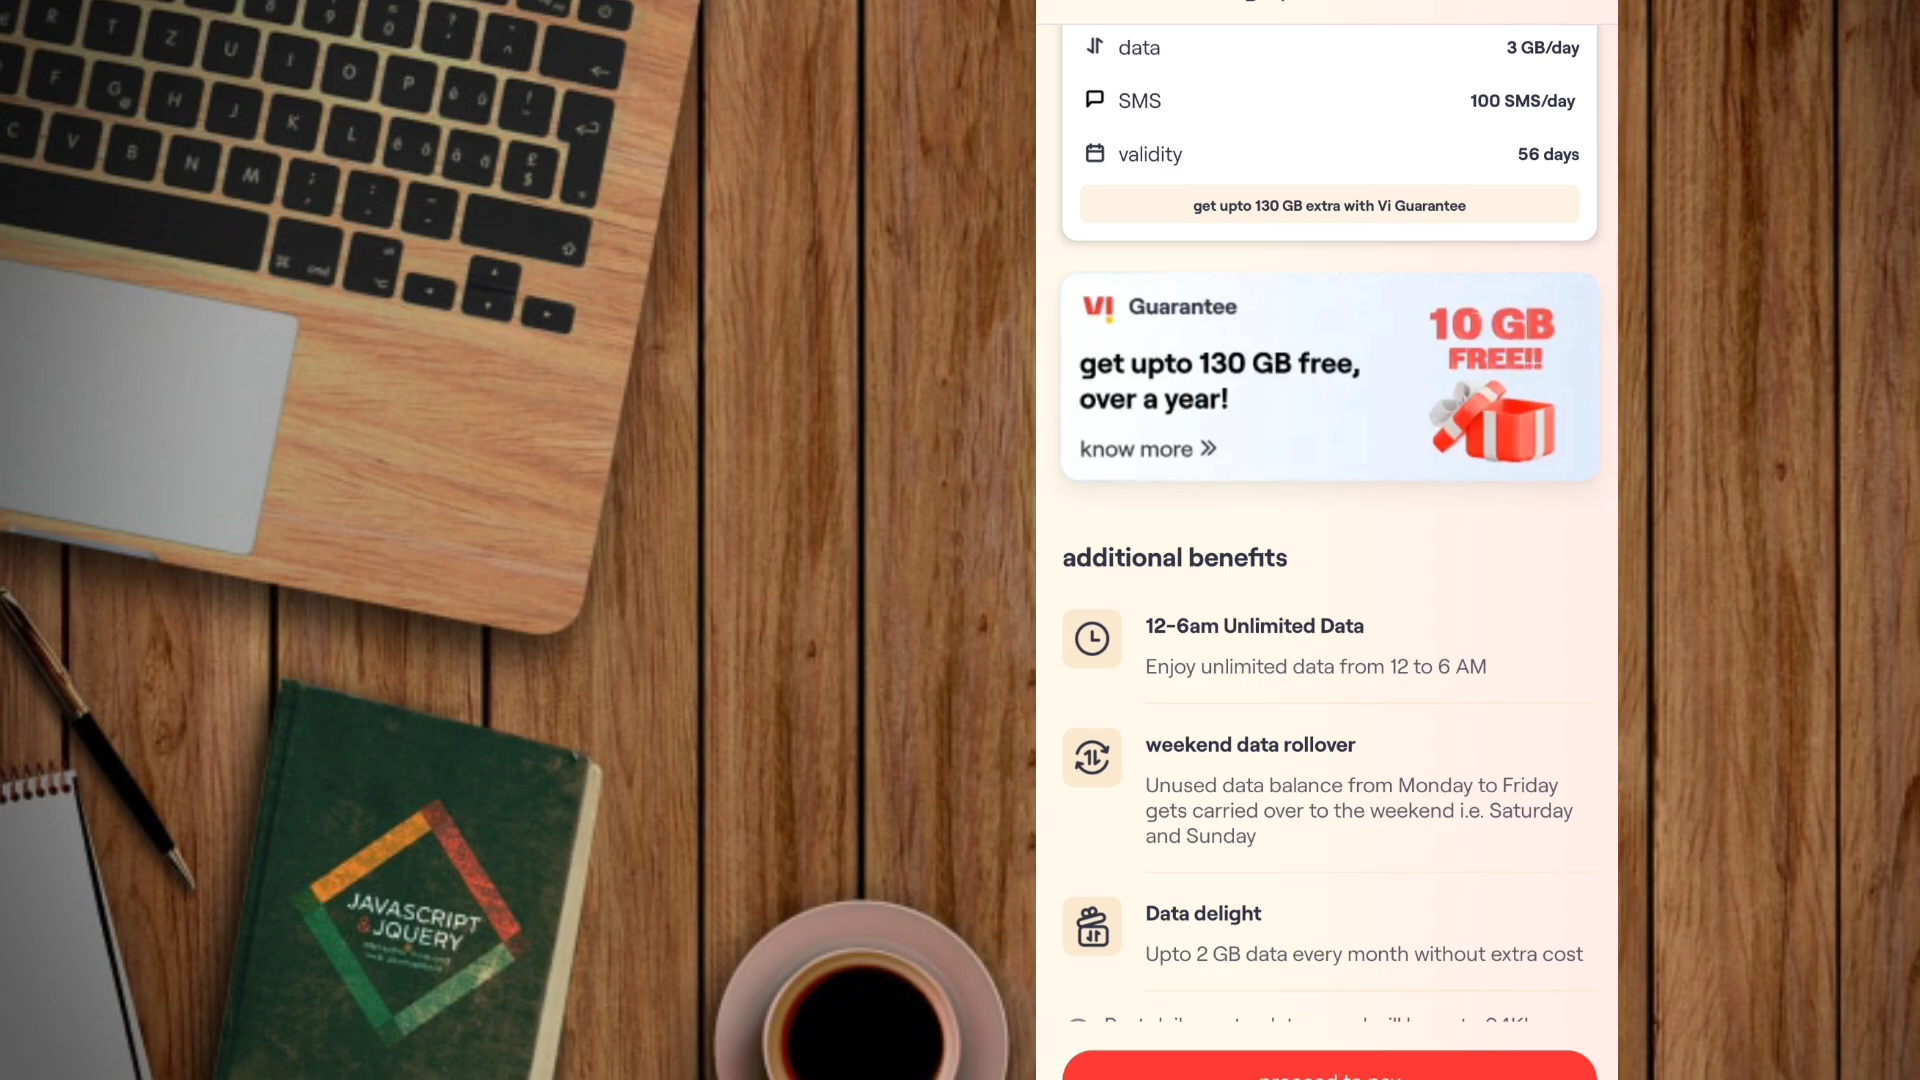 data 3 GB/day
SMS 100 SMS/day
validity 56 days
get upto 130 GB extra with Vi Guarantee
VI Guarantee
10 GB
FREE!!
get upto 130 GB free,
over a year!
know more
additional benefits
12-6am Unlimited Data
Enjoy unlimited data from 12 to 6 AM
weekend data rollover
Unused data balance from Monday to Friday
gets carried over to the weekend i.e. Saturday
and Sunday
Data delight
Upto 2 GB data every month without extra cost
proceed to pay
R T Z U I O P è ü
F G H J K L é ö à ä
C V B N M
cmd
JAVASCRIPT
& JQUERY